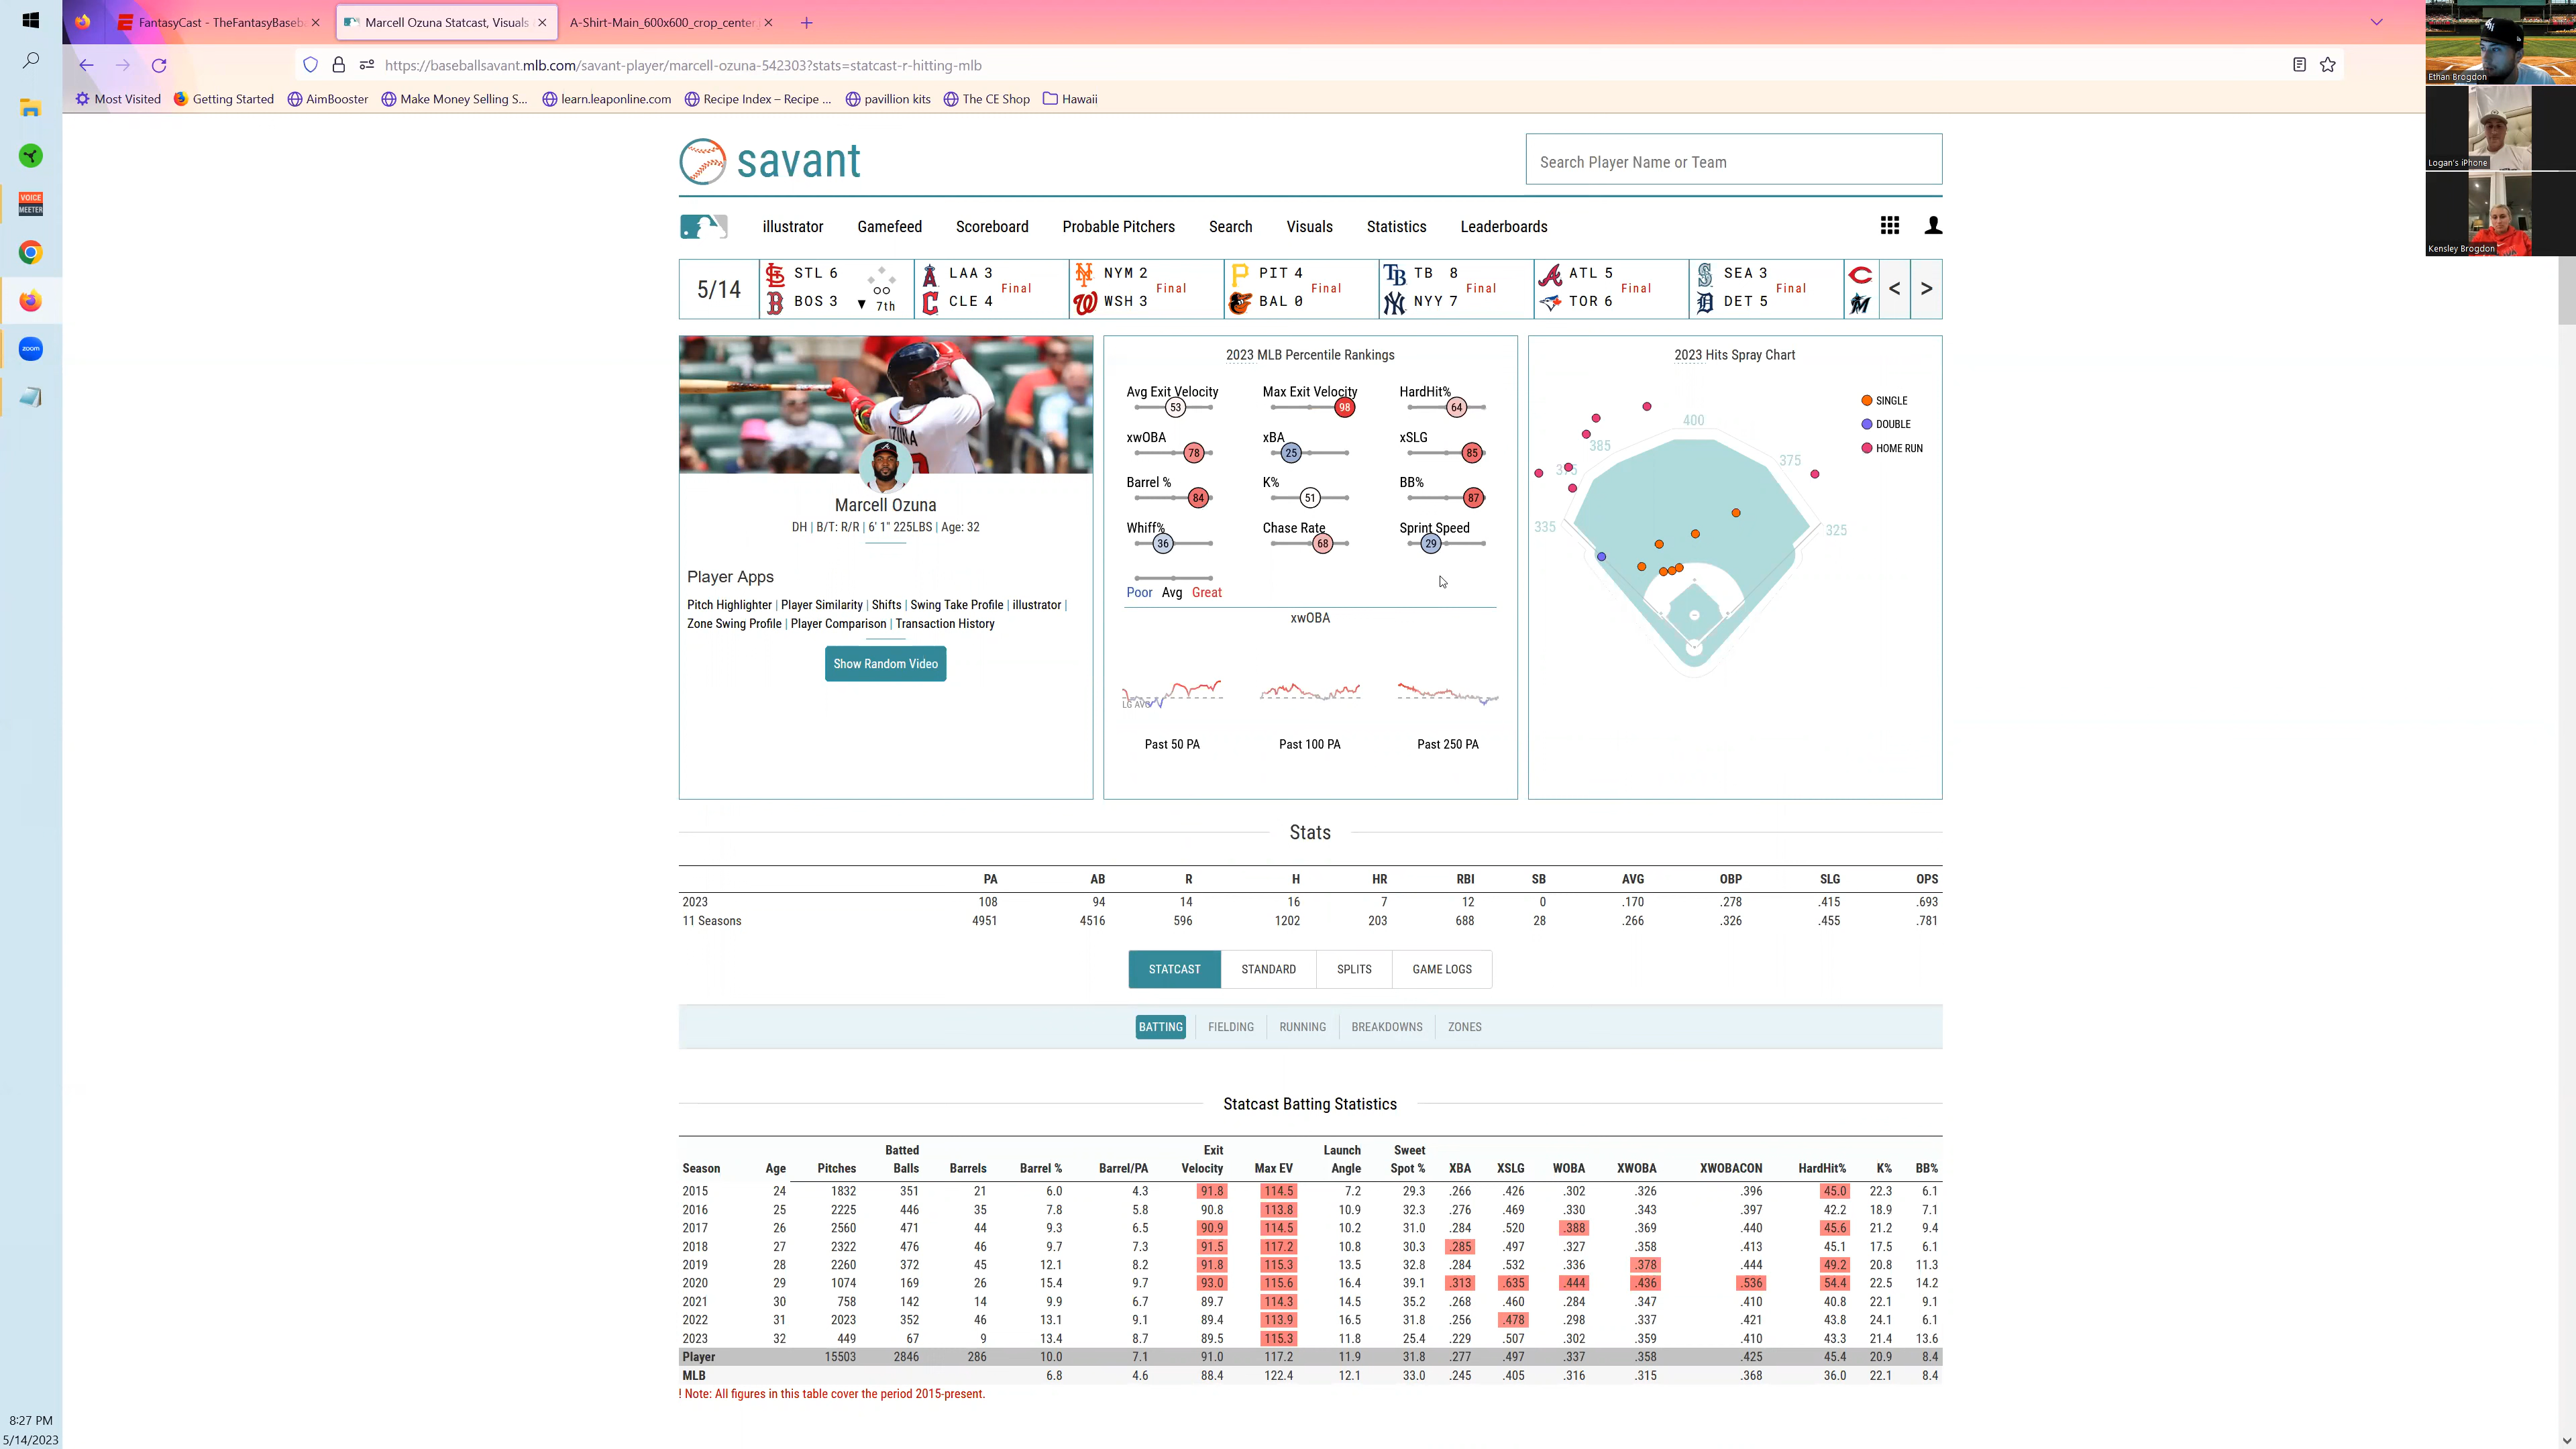 FantasyCast - TheFantasyBaseb
Marcell Ozuna Statcast, Visuals
A-Shirt-Main_600x600_crop_center
https://baseballsavant.mlb.com/savant-player/marcell-ozuna-542303?stats=statcast-r-hitting-mlb
Most Visited Getting Started AimBooster Make Money Selling S... learn.leaponline.com Recipe Index – Recipe ... pavillion kits The CE Shop Hawaii
Ethan Brogdon
Logan's iPhone
Kensley Brogdon
VOICE
MEETER
zoom
savant
Search Player Name or Team
illustrator Gamefeed Scoreboard Probable Pitchers Search Visuals Statistics Leaderboards
5/14
STL 6
BOS 3
▼ 7th
LAA 3
CLE 4
Final
NYM 2
WSH 3
Final
PIT 4
BAL 0
Final
TB 8
NYY 7
Final
ATL 5
TOR 6
Final
SEA 3
DET 5
Final
< >
OZUNA
Marcell Ozuna
DH | B/T: R/R | 6' 1" 225LBS | Age: 32
Player Apps
Pitch Highlighter | Player Similarity | Shifts | Swing Take Profile | illustrator |
Zone Swing Profile | Player Comparison | Transaction History
Show Random Video
2023 MLB Percentile Rankings
Avg Exit Velocity Max Exit Velocity HardHit%
53 98 64
xwOBA xBA xSLG
78 25 85
Barrel % K% BB%
84 51 87
Whiff% Chase Rate Sprint Speed
36 68 29
Poor Avg Great
xwOBA
LG AVG
Past 50 PA Past 100 PA Past 250 PA
2023 Hits Spray Chart
SINGLE
DOUBLE
HOME RUN
400
385
375
375
335
325
Stats
PA AB R H HR RBI SB AVG OBP SLG OPS
2023 108 94 14 16 7 12 0 .170 .278 .415 .693
11 Seasons 4951 4516 596 1202 203 688 28 .266 .326 .455 .781
STATCAST STANDARD SPLITS GAME LOGS
BATTING FIELDING RUNNING BREAKDOWNS ZONES
Statcast Batting Statistics
Season Age Pitches Batted Balls Barrels Barrel % Barrel/PA Exit Velocity Max EV Launch Angle Sweet Spot % XBA XSLG WOBA XWOBA XWOBACON HardHit% K% BB%
2015 24 1832 351 21 6.0 4.3 91.8 114.5 7.2 29.3 .266 .426 .302 .326 .396 45.0 22.3 6.1
2016 25 2225 446 35 7.8 5.8 90.8 113.8 10.9 32.3 .276 .469 .330 .343 .397 42.2 18.9 7.1
2017 26 2560 471 44 9.3 6.5 90.9 114.5 10.2 31.0 .284 .520 .388 .369 .440 45.6 21.2 9.4
2018 27 2322 476 46 9.7 7.3 91.5 117.2 10.8 30.3 .285 .497 .327 .358 .413 45.1 17.5 6.1
2019 28 2260 372 45 12.1 8.2 91.8 115.3 13.5 32.8 .284 .532 .336 .378 .444 49.2 20.8 11.3
2020 29 1074 169 26 15.4 9.7 93.0 115.6 16.4 39.1 .313 .635 .444 .436 .536 54.4 22.5 14.2
2021 30 758 142 14 9.9 6.7 89.7 114.3 14.5 35.2 .268 .460 .284 .347 .410 40.8 22.1 9.1
2022 31 2023 352 46 13.1 9.1 89.4 113.9 16.5 31.8 .256 .478 .298 .337 .421 43.8 24.1 6.1
2023 32 449 67 9 13.4 8.7 89.5 115.3 11.8 25.4 .229 .507 .302 .359 .410 43.3 21.4 13.6
Player 15503 2846 286 10.0 7.1 91.0 117.2 11.9 31.8 .277 .497 .337 .358 .425 45.4 20.9 8.4
MLB 6.8 4.6 88.4 122.4 12.1 33.0 .245 .405 .316 .315 .368 36.0 22.1 8.4
! Note: All figures in this table cover the period 2015-present.
8:27 PM
5/14/2023